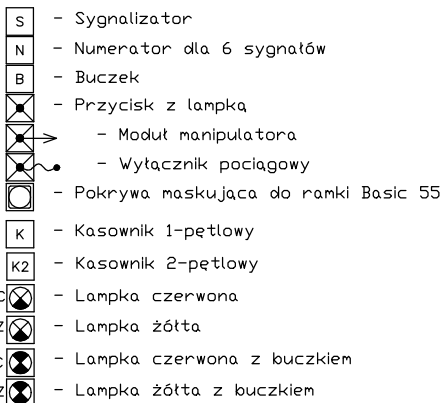 S - Sygnalizator
N - Numerator dla 6 sygnałów
B - Buczek
- Przycisk z lampką
- Moduł manipulatora
- Wyłącznik pociągowy
- Pokrywa maskująca do ramki Basic 55
K - Kasownik 1-pętlowy
K2 - Kasownik 2-pętlowy
C - Lampka czerwona
Z - Lampka żółta
C - Lampka czerwona z buczkiem
Z - Lampka żółta z buczkiem